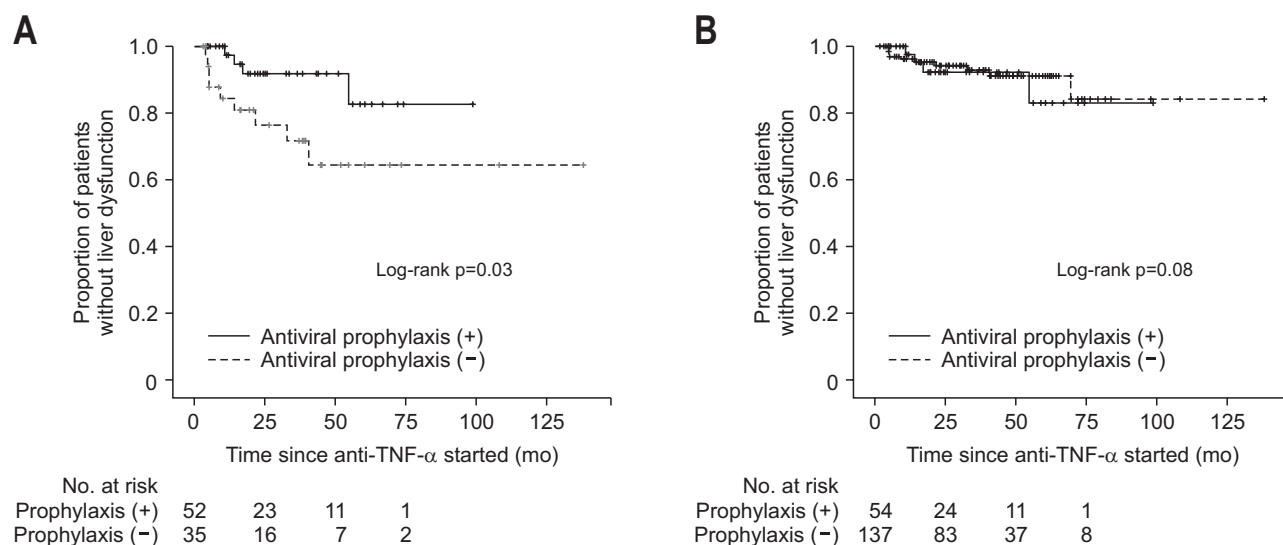 A
1.0
0.8
0.6
0.4
0.2
0
Proportion of patients
without liver dysfunction
Log-rank p=0.03
Antiviral prophylaxis (+)
Antiviral prophylaxis (−)
0 25 50 75 100 125
Time since anti-TNF-α started (mo)
No. at risk
Prophylaxis (+) 52 23 11 1
Prophylaxis (−) 35 16 7 2
B
1.0
0.8
0.6
0.4
0.2
0
Proportion of patients
without liver dysfunction
Log-rank p=0.08
Antiviral prophylaxis (+)
Antiviral prophylaxis (−)
0 25 50 75 100 125
Time since anti-TNF-α started (mo)
No. at risk
Prophylaxis (+) 54 24 11 1
Prophylaxis (−) 137 83 37 8